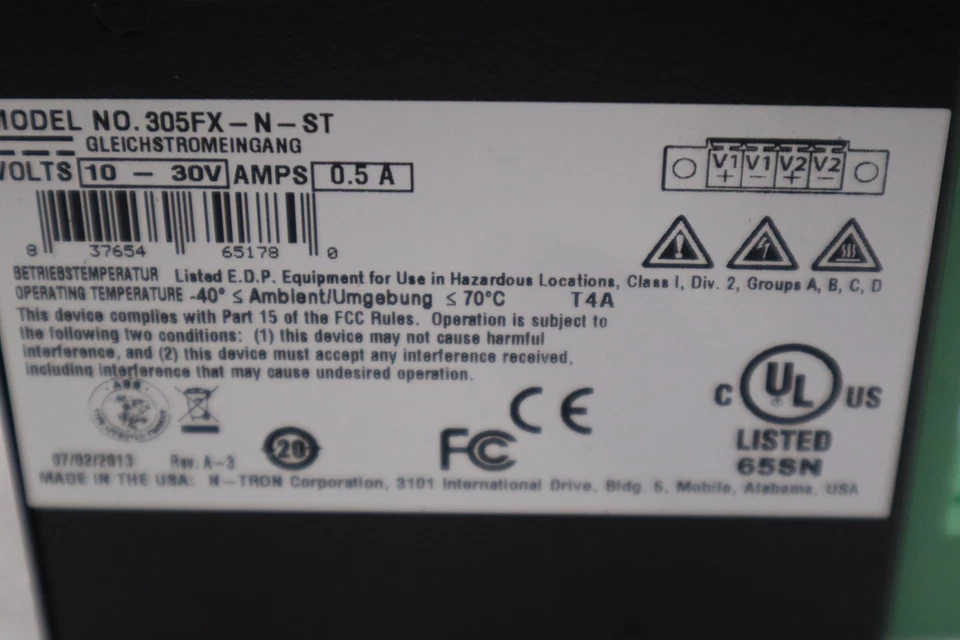 MODEL NO. 305FX-N-ST
GLEICHSTROMEINGANG
VOLTS 10 - 30V AMPS 0.5 A
V1 V1 V2 V2
+ - + -
8 37654 65178 0
BETRIEBSTEMPERATUR Listed E.D.P. Equipment for Use in Hazardous Locations, Class I, Div. 2, Groups A, B, C, D
OPERATING TEMPERATURE -40° ≤ Ambient/Umgebung ≤ 70°C T4A
This device complies with Part 15 of the FCC Rules. Operation is subject to
the following two conditions: (1) this device may not cause harmful
interference, and (2) this device must accept any interference received,
including interference that may cause undesired operation.
ABS
CE
C UL ® US
LISTED
65SN
20
FCC
07/02/2013 Rev. A-3
MADE IN THE USA: N-TRON Corporation, 3101 International Drive, Bldg. 6, Mobile, Alabama, USA